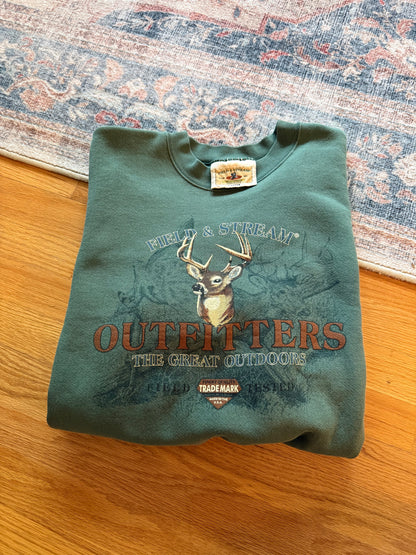 FIELD & STREAM®
OUTFITTERS
THE GREAT OUTDOORS
FIELD TESTED
TRADEMARK